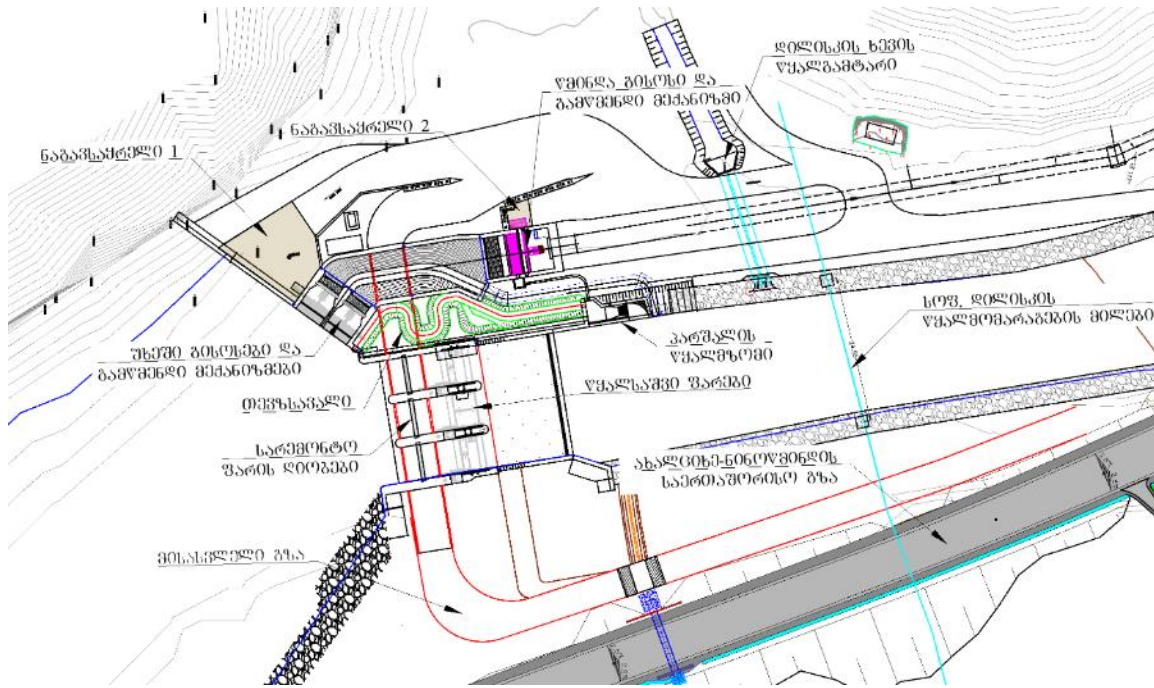 დილისკის ხევის
წყალგამტარი
წმინდა გისოსი და
გამწმენდი მექანიზმი
ნაგავსაყრელი 2
ნაგავსაყრელი 1
სოფ. დილისკის
წყალმომარაგების მილები
უხეში გისოსები და
გამწმენდი მექანიზმები
პარშალის
წყალმზომი
თევზსავალი
წყალსაშვი ფარები
სარემონტო
ფარის ღიობები
ახალციხე-ნინოწმინდის
საერთაშორისო გზა
მისასვლელი გზა